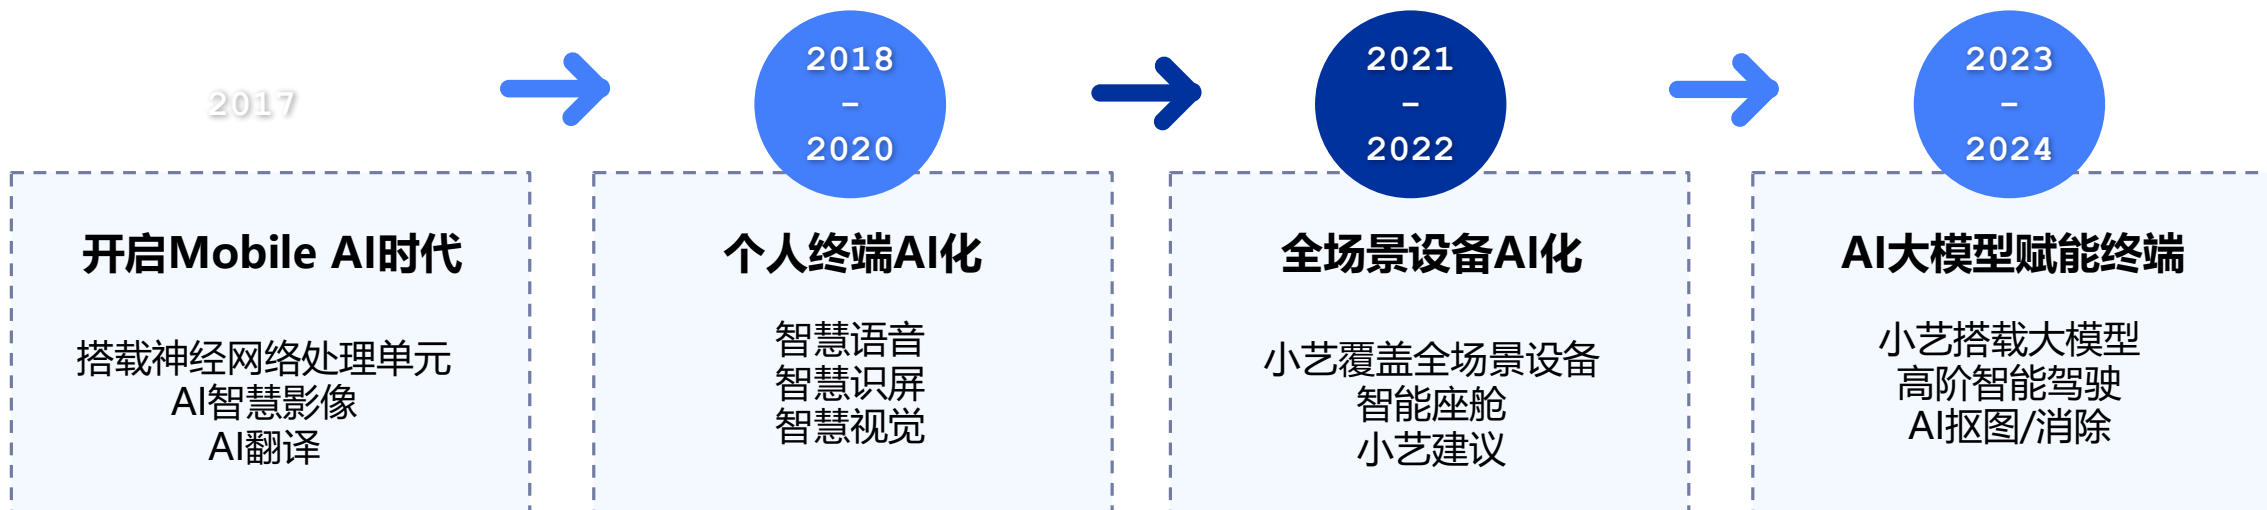 2017
开启Mobile AI时代
搭载神经网络处理单元
AI智慧影像
AI翻译
2018
-
2020
个人终端AI化
智慧语音
智慧识屏
智慧视觉
2021
-
2022
全场景设备AI化
小艺覆盖全场景设备
智能座舱
小艺建议
2023
-
2024
AI大模型赋能终端
小艺搭载大模型
高阶智能驾驶
AI抠图/消除